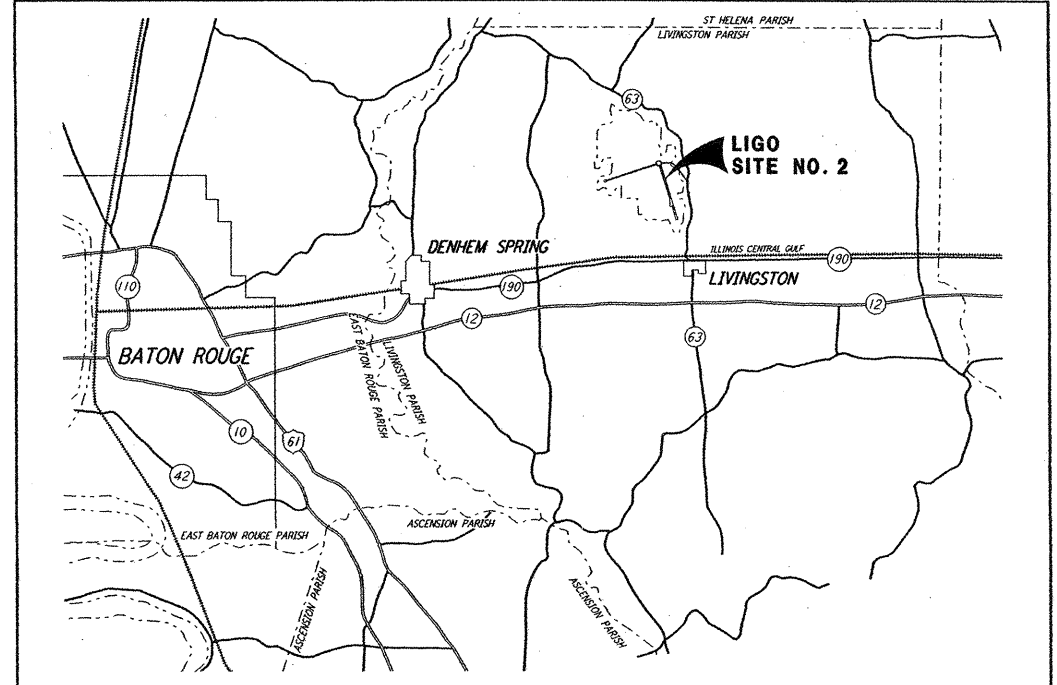 ST HELENA PARISH
LIVINGSTON PARISH
63
LIGO
SITE NO. 2
DENHEM SPRING
ILLINOIS CENTRAL GULF
190
LIVINGSTON
110
190
12
12
EAST BATON ROUGE PARISH
LIVINGSTON PARISH
63
BATON ROUGE
10
61
42
ASCENSION PARISH
EAST BATON ROUGE PARISH
ASCENSION PARISH
ASCENSION PARISH